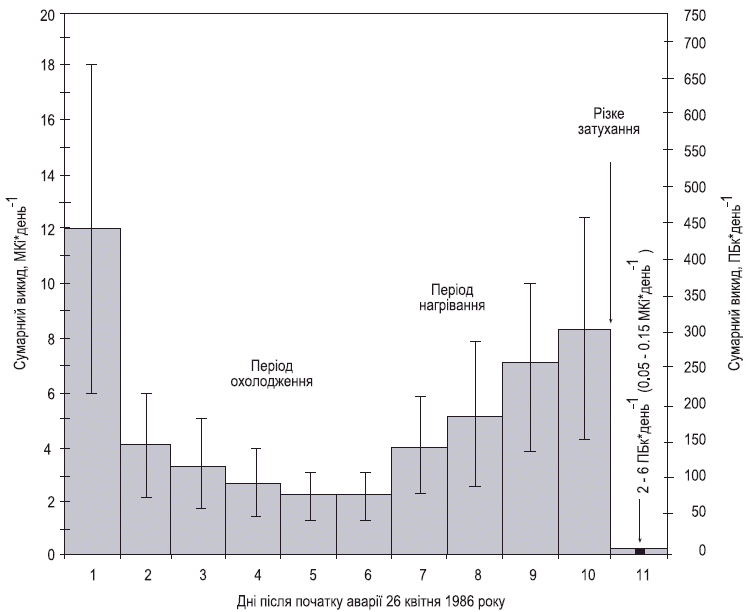 20
18
16
14
12
10
8
6
4
2
0
Сумарний викид, МКі*день-1
750
700
650
600
550
500
450
400
350
300
250
200
150
100
50
0
Сумарний викид, ПБк*день-1
Різке
затухання
Період
нагрівання
Період
охолодження
2 - 6 ПБк*день-1 (0.05 - 0.15 МКі*день-1 )
1 2 3 4 5 6 7 8 9 10 11
Дні після початку аварії 26 квітня 1986 року